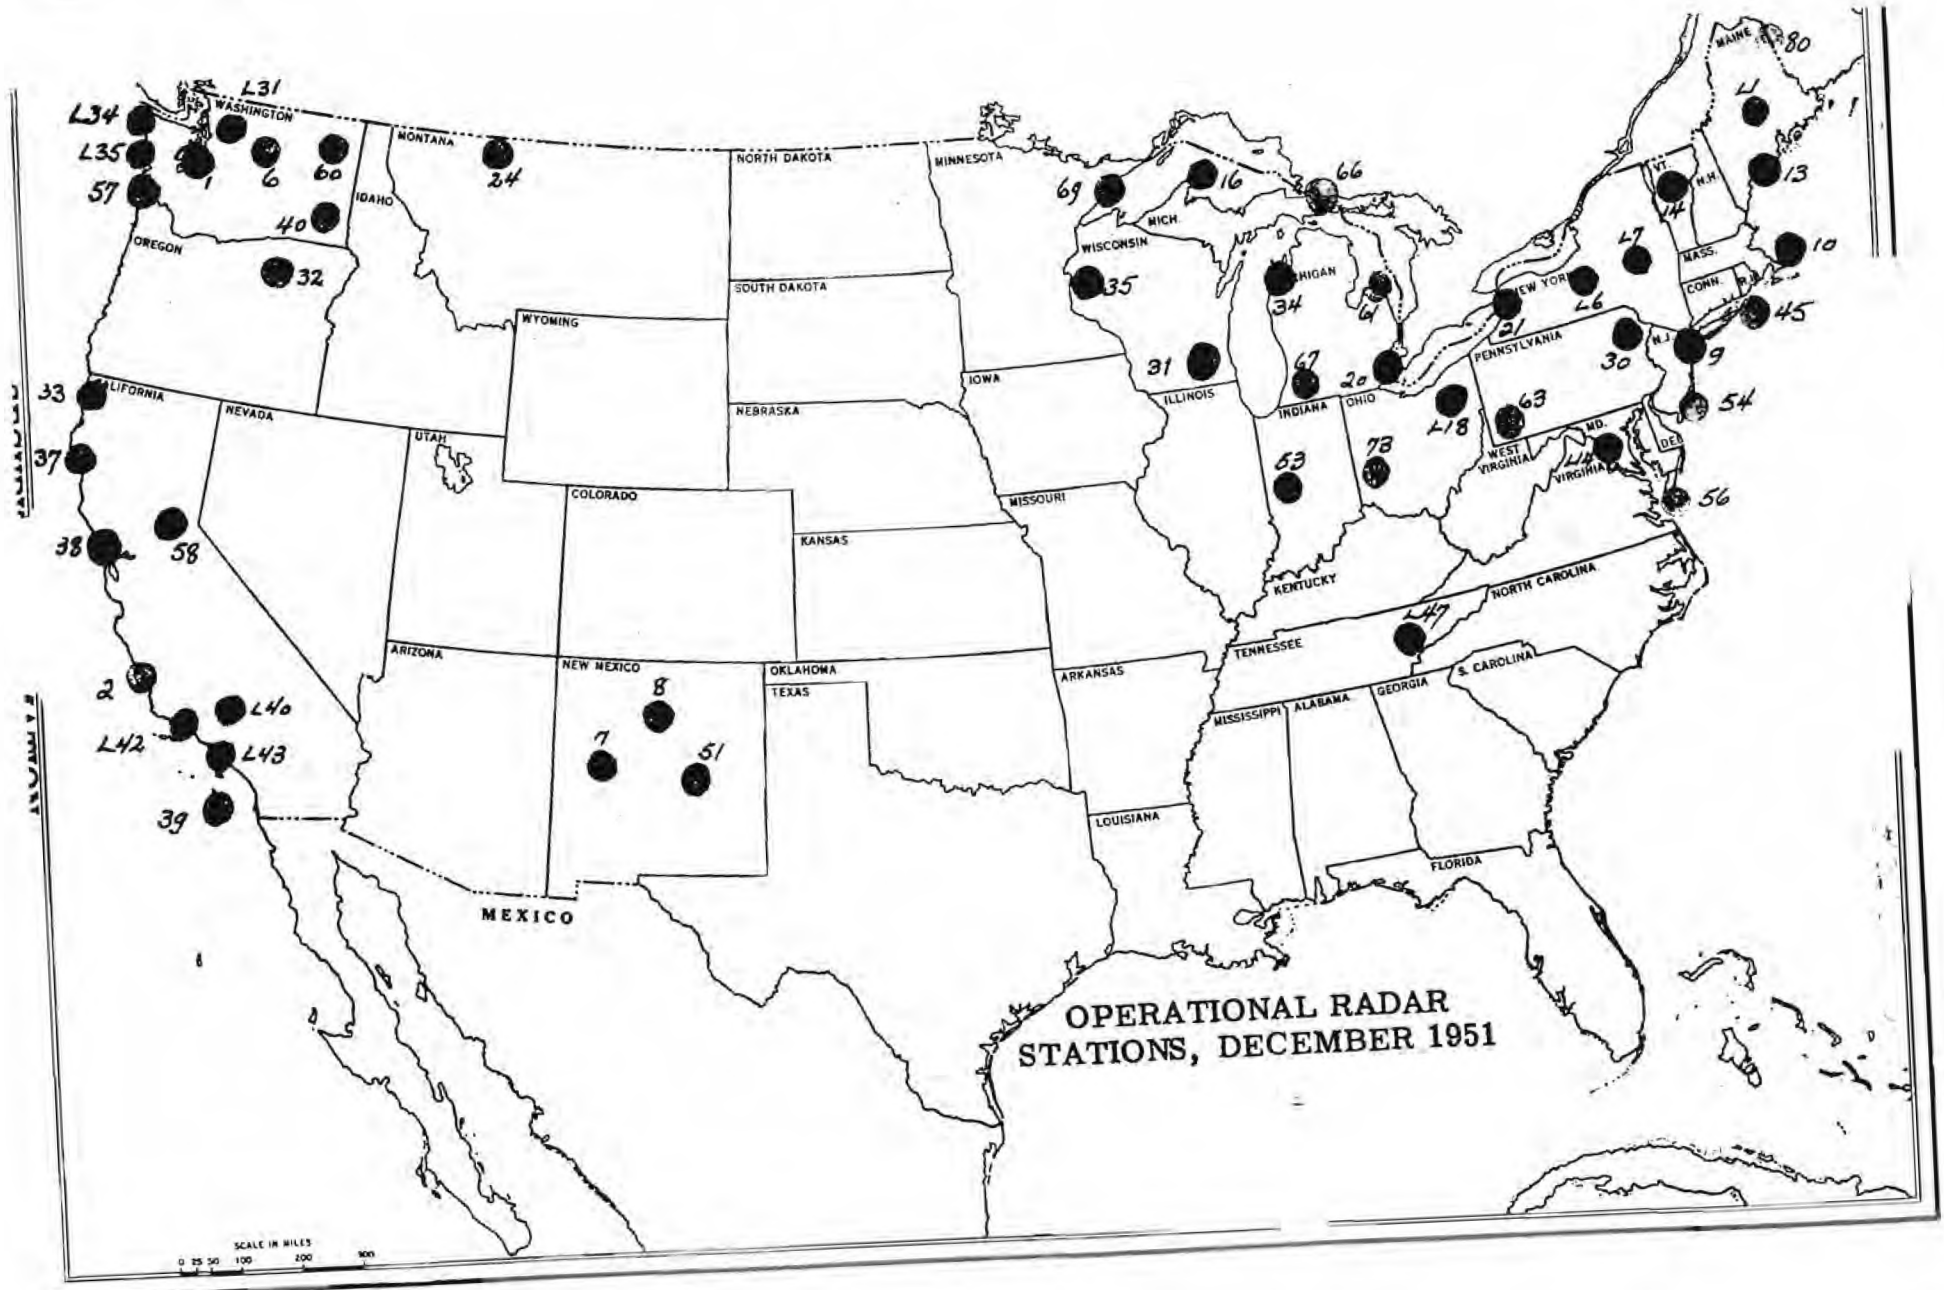 MAINE
80
L31
L34
WASHINGTON
L1
MONTANA
NORTH DAKOTA
MINNESOTA
L35
1
6
60
24
69
16
66
VT.
N.H.
13
57
IDAHO
40
MICH.
14
OREGON
WISCONSIN
L7
10
MASS.
32
SOUTH DAKOTA
35
34
61
NEW YORK
L6
CONN.
R.I.
45
WYOMING
21
PENNSYLVANIA
30
N.J.
9
31
67
20
IOWA
33
CALIFORNIA
NEVADA
NEBRASKA
ILLINOIS
INDIANA
OHIO
L18
63
54
MD.
DEL
37
UTAH
53
73
WEST
VIRGINIA
VIRGINIA
56
COLORADO
MISSOURI
38
58
KANSAS
KENTUCKY
NORTH CAROLINA
L47
TENNESSEE
ARIZONA
NEW MEXICO
OKLAHOMA
ARKANSAS
S. CAROLINA
2
8
TEXAS
GEORGIA
L40
MISSISSIPPI
ALABAMA
L42
L43
7
51
39
LOUISIANA
FLORIDA
MEXICO
OPERATIONAL RADAR
STATIONS, DECEMBER 1951
SCALE IN MILES
0 25 50 100 200 300